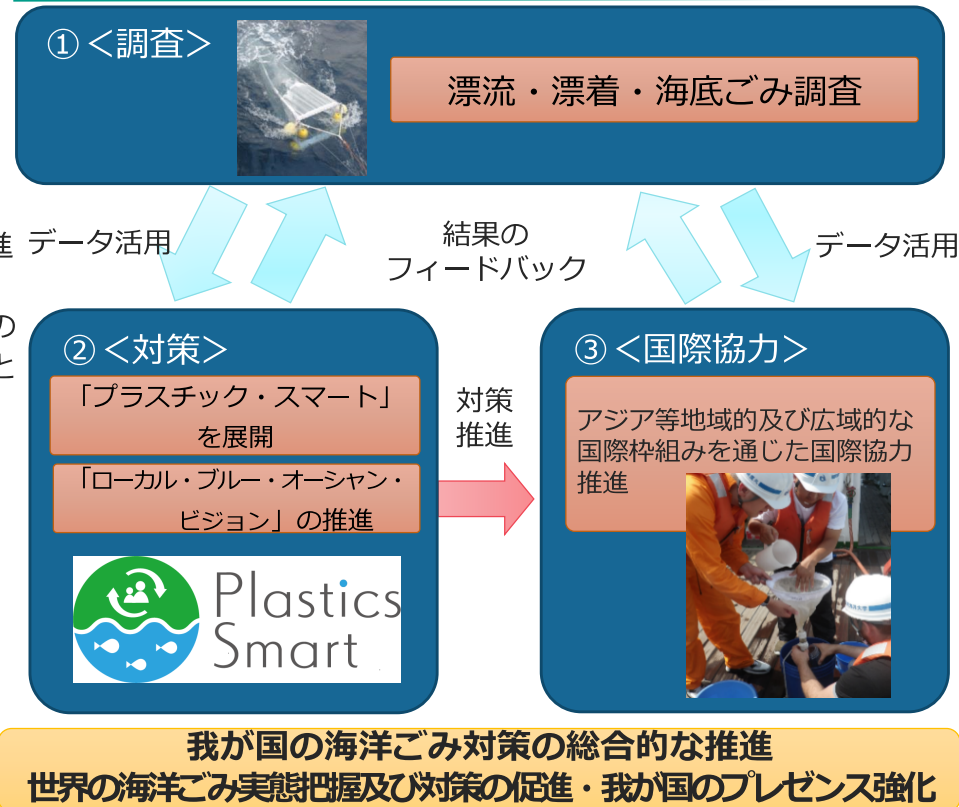 ①＜調査＞
漂流・漂着・海底ごみ調査
進
データ活用
結果の
フィードバック
データ活用
の
と
②＜対策＞
「プラスチック・スマート」
を展開
「ローカル・ブルー・オーシャン・
ビジョン」の推進
Plastics
Smart
対策
推進
③＜国際協力＞
アジア等地域的及び広域的な
国際枠組みを通じた国際協力
推進
我が国の海洋ごみ対策の総合的な推進
世界の海洋ごみ実態把握及び対策の促進・我が国のプレゼンス強化